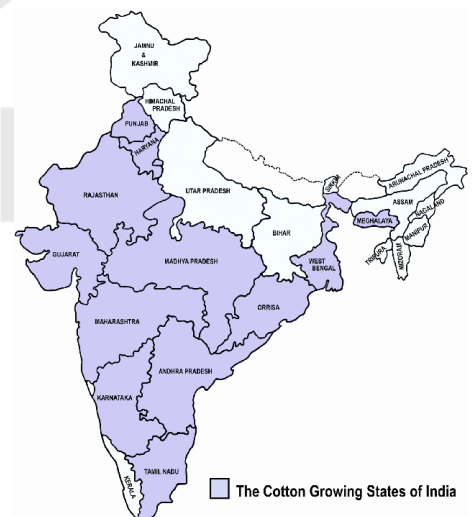 JAMNU
&
KASHMIR
HIMACHAL
PRADESH
PUNJAB
HARYANA
RAJASTHAN
UTAR PRADESH
SIKKIM
ARUNACHAL PRADESH
ASSAM
NAGALAND
MEGHALAYA
MANIPUR
BIHAR
TRIPURA
MIZORAM
GUJARAT
MADHYA PRADESH
WEST
BENGAL
ORRISA
MAHARASHTRA
ANDHRA PRADESH
KARNATAKA
TAMIL NADU
KERALA
The Cotton Growing States of India